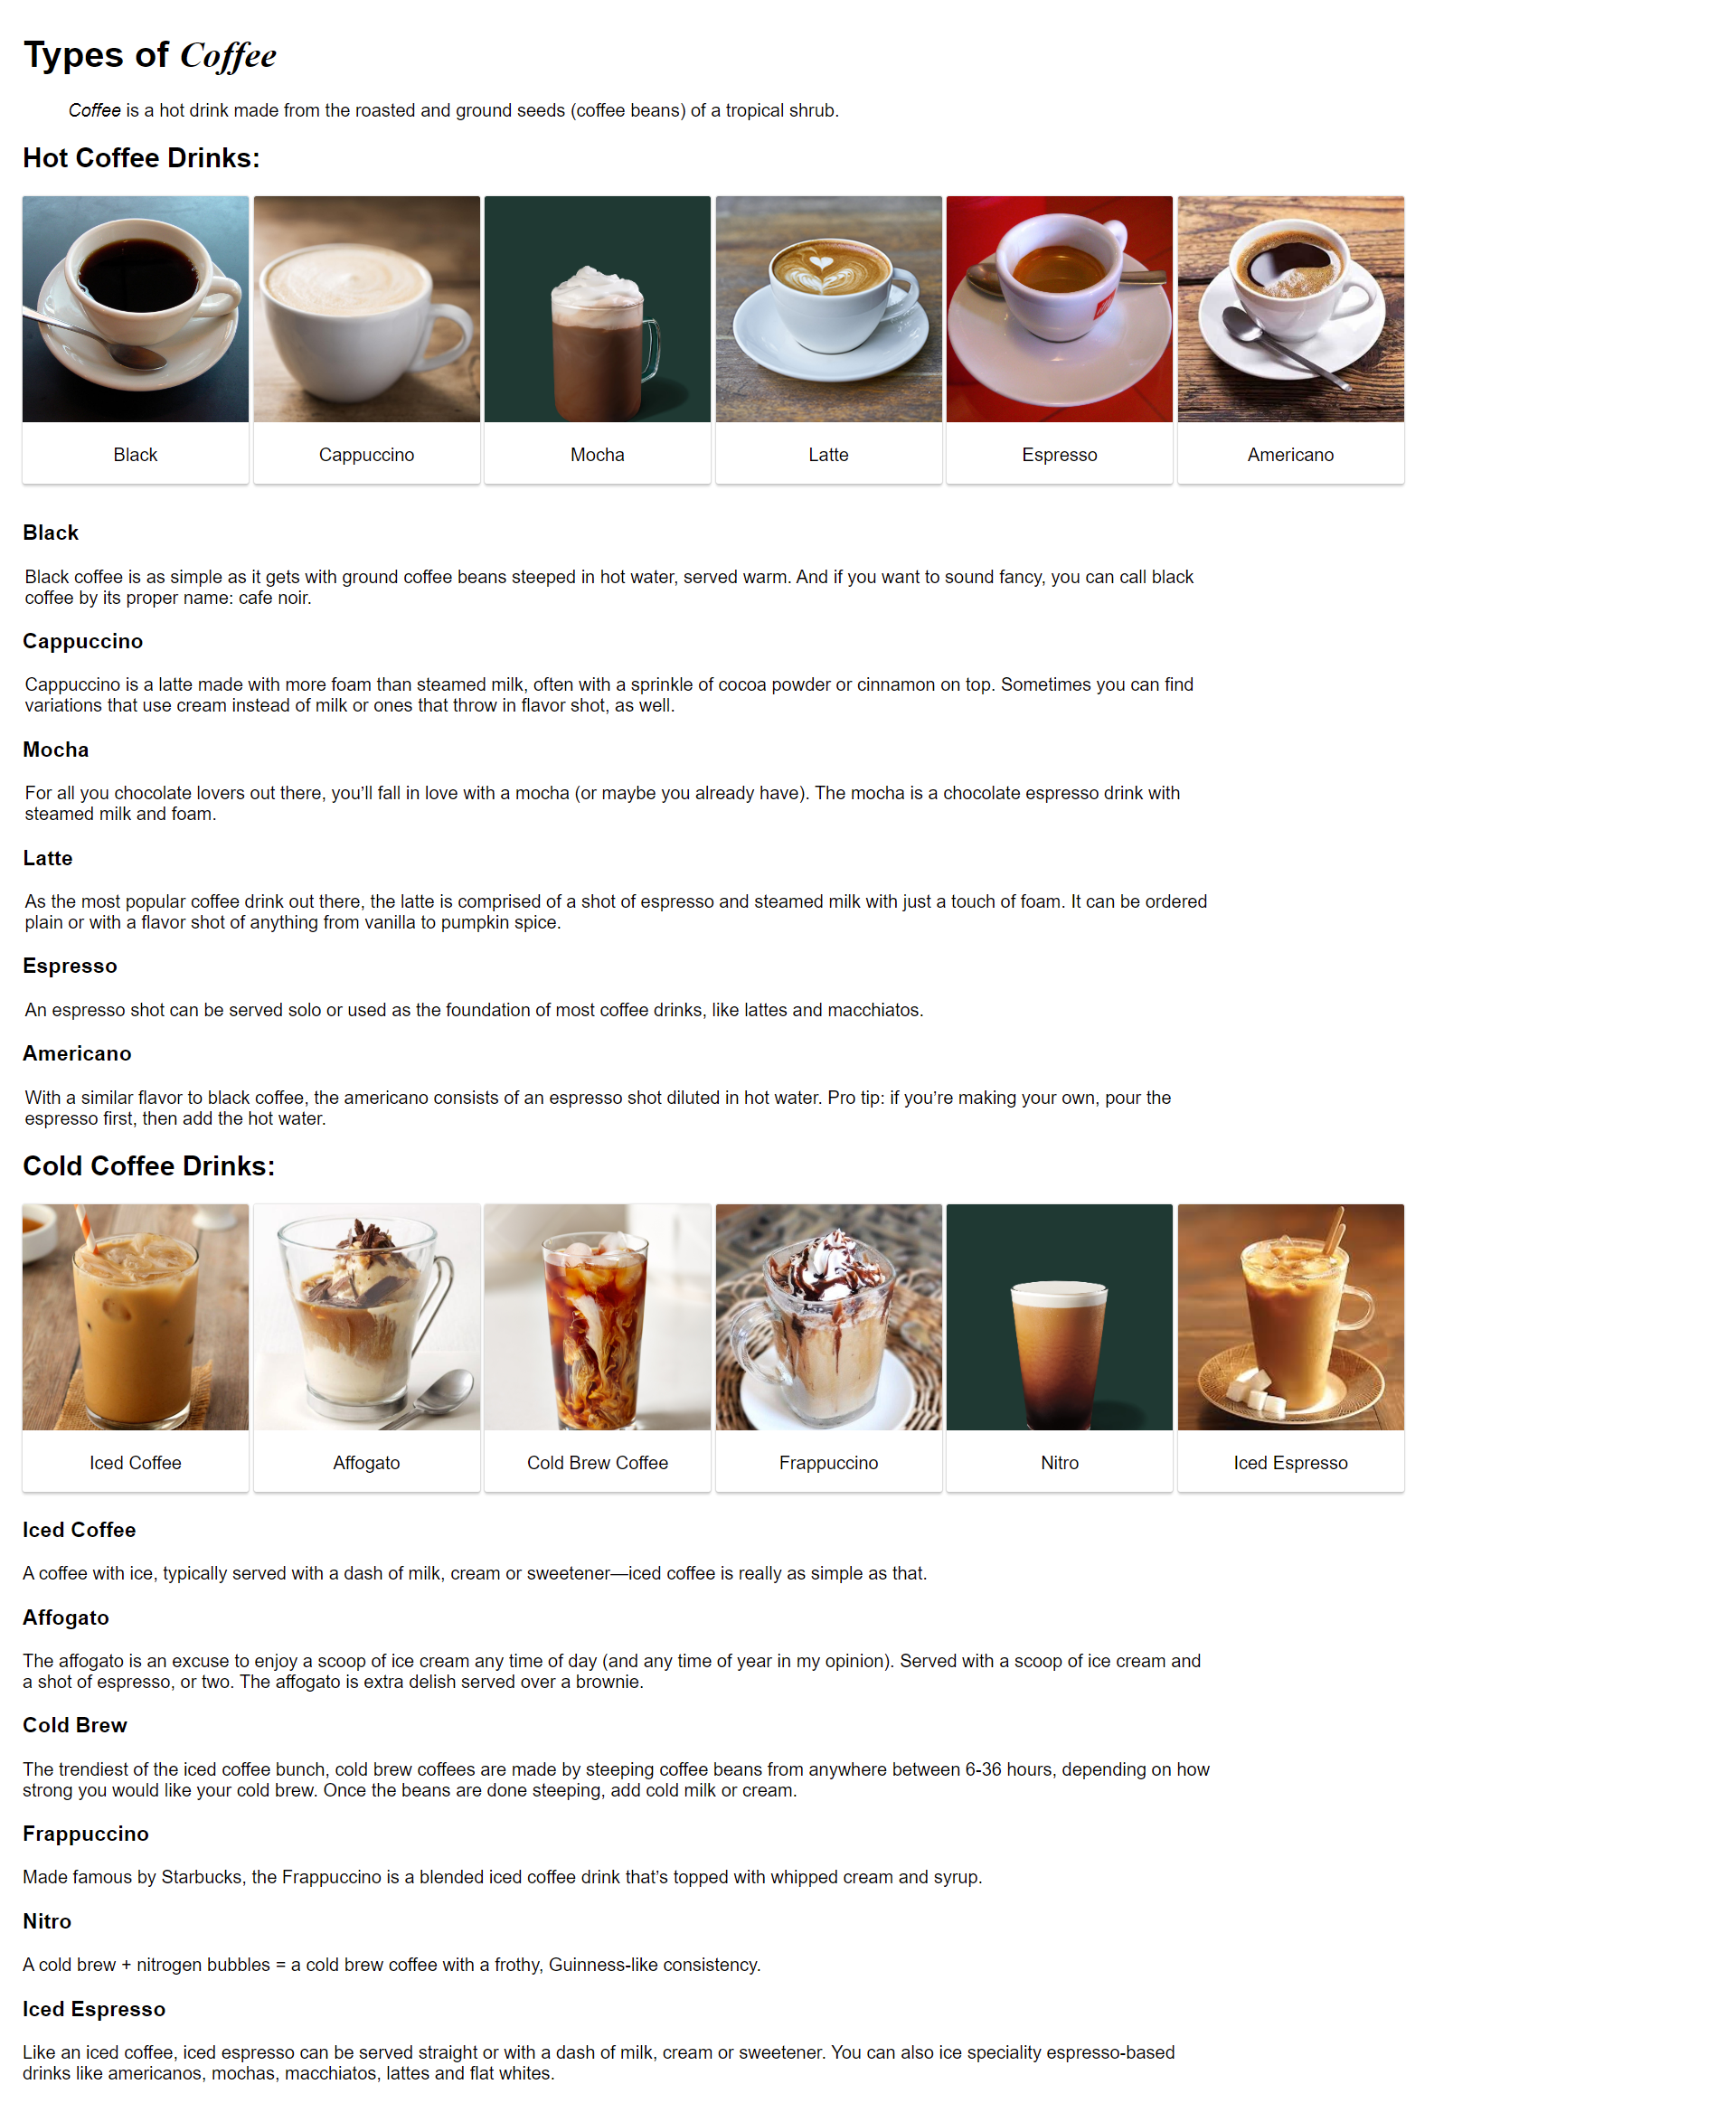 Types of Coffee
Coffee is a hot drink made from the roasted and ground seeds (coffee beans) of a tropical shrub.
Hot Coffee Drinks:
Black
Cappuccino
Mocha
Latte
Espresso
Americano
Black
Black coffee is as simple as it gets with ground coffee beans steeped in hot water, served warm. And if you want to sound fancy, you can call black
coffee by its proper name: cafe noir.
Cappuccino
Cappuccino is a latte made with more foam than steamed milk, often with a sprinkle of cocoa powder or cinnamon on top. Sometimes you can find
variations that use cream instead of milk or ones that throw in flavor shot, as well.
Mocha
For all you chocolate lovers out there, you’ll fall in love with a mocha (or maybe you already have). The mocha is a chocolate espresso drink with
steamed milk and foam.
Latte
As the most popular coffee drink out there, the latte is comprised of a shot of espresso and steamed milk with just a touch of foam. It can be ordered
plain or with a flavor shot of anything from vanilla to pumpkin spice.
Espresso
An espresso shot can be served solo or used as the foundation of most coffee drinks, like lattes and macchiatos.
Americano
With a similar flavor to black coffee, the americano consists of an espresso shot diluted in hot water. Pro tip: if you’re making your own, pour the
espresso first, then add the hot water.
Cold Coffee Drinks:
Iced Coffee
Affogato
Cold Brew Coffee
Frappuccino
Nitro
Iced Espresso
Iced Coffee
A coffee with ice, typically served with a dash of milk, cream or sweetener—iced coffee is really as simple as that.
Affogato
The affogato is an excuse to enjoy a scoop of ice cream any time of day (and any time of year in my opinion). Served with a scoop of ice cream and
a shot of espresso, or two. The affogato is extra delish served over a brownie.
Cold Brew
The trendiest of the iced coffee bunch, cold brew coffees are made by steeping coffee beans from anywhere between 6-36 hours, depending on how
strong you would like your cold brew. Once the beans are done steeping, add cold milk or cream.
Frappuccino
Made famous by Starbucks, the Frappuccino is a blended iced coffee drink that’s topped with whipped cream and syrup.
Nitro
A cold brew + nitrogen bubbles = a cold brew coffee with a frothy, Guinness-like consistency.
Iced Espresso
Like an iced coffee, iced espresso can be served straight or with a dash of milk, cream or sweetener. You can also ice speciality espresso-based
drinks like americanos, mochas, macchiatos, lattes and flat whites.